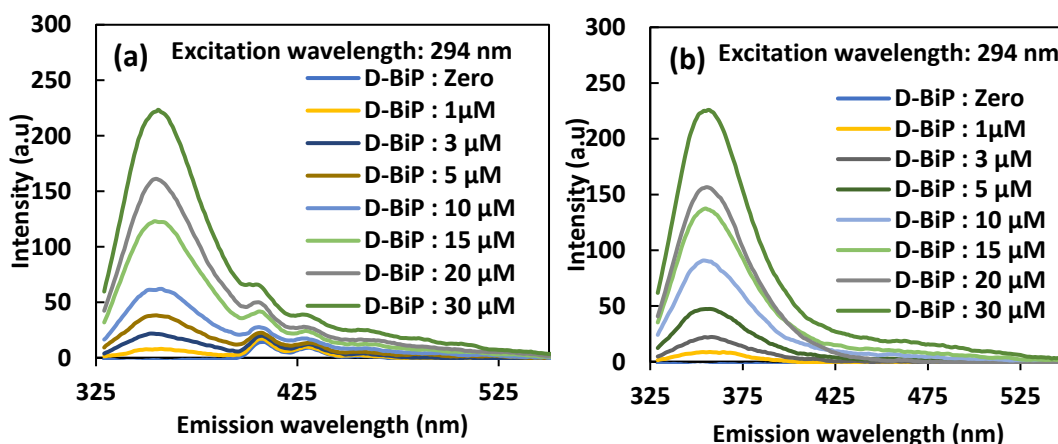 (a)
Excitation wavelength: 294 nm
D-BiP : Zero
D-BiP : 1µM
D-BiP : 3 µM
D-BiP : 5 µM
D-BiP : 10 µM
D-BiP : 15 µM
D-BiP : 20 µM
D-BiP : 30 µM
Intensity (a.u)
300
250
200
150
100
50
0
325
425
525
Emission wavelength (nm)
(b)
Excitation wavelength: 294 nm
D-BiP : Zero
D-BiP : 1µM
D-BiP : 3 µM
D-BiP : 5 µM
D-BiP : 10 µM
D-BiP : 15 µM
D-BiP : 20 µM
D-BiP : 30 µM
Intensity (a.u)
300
250
200
150
100
50
0
325
375
425
475
525
Emission wavelength (nm)